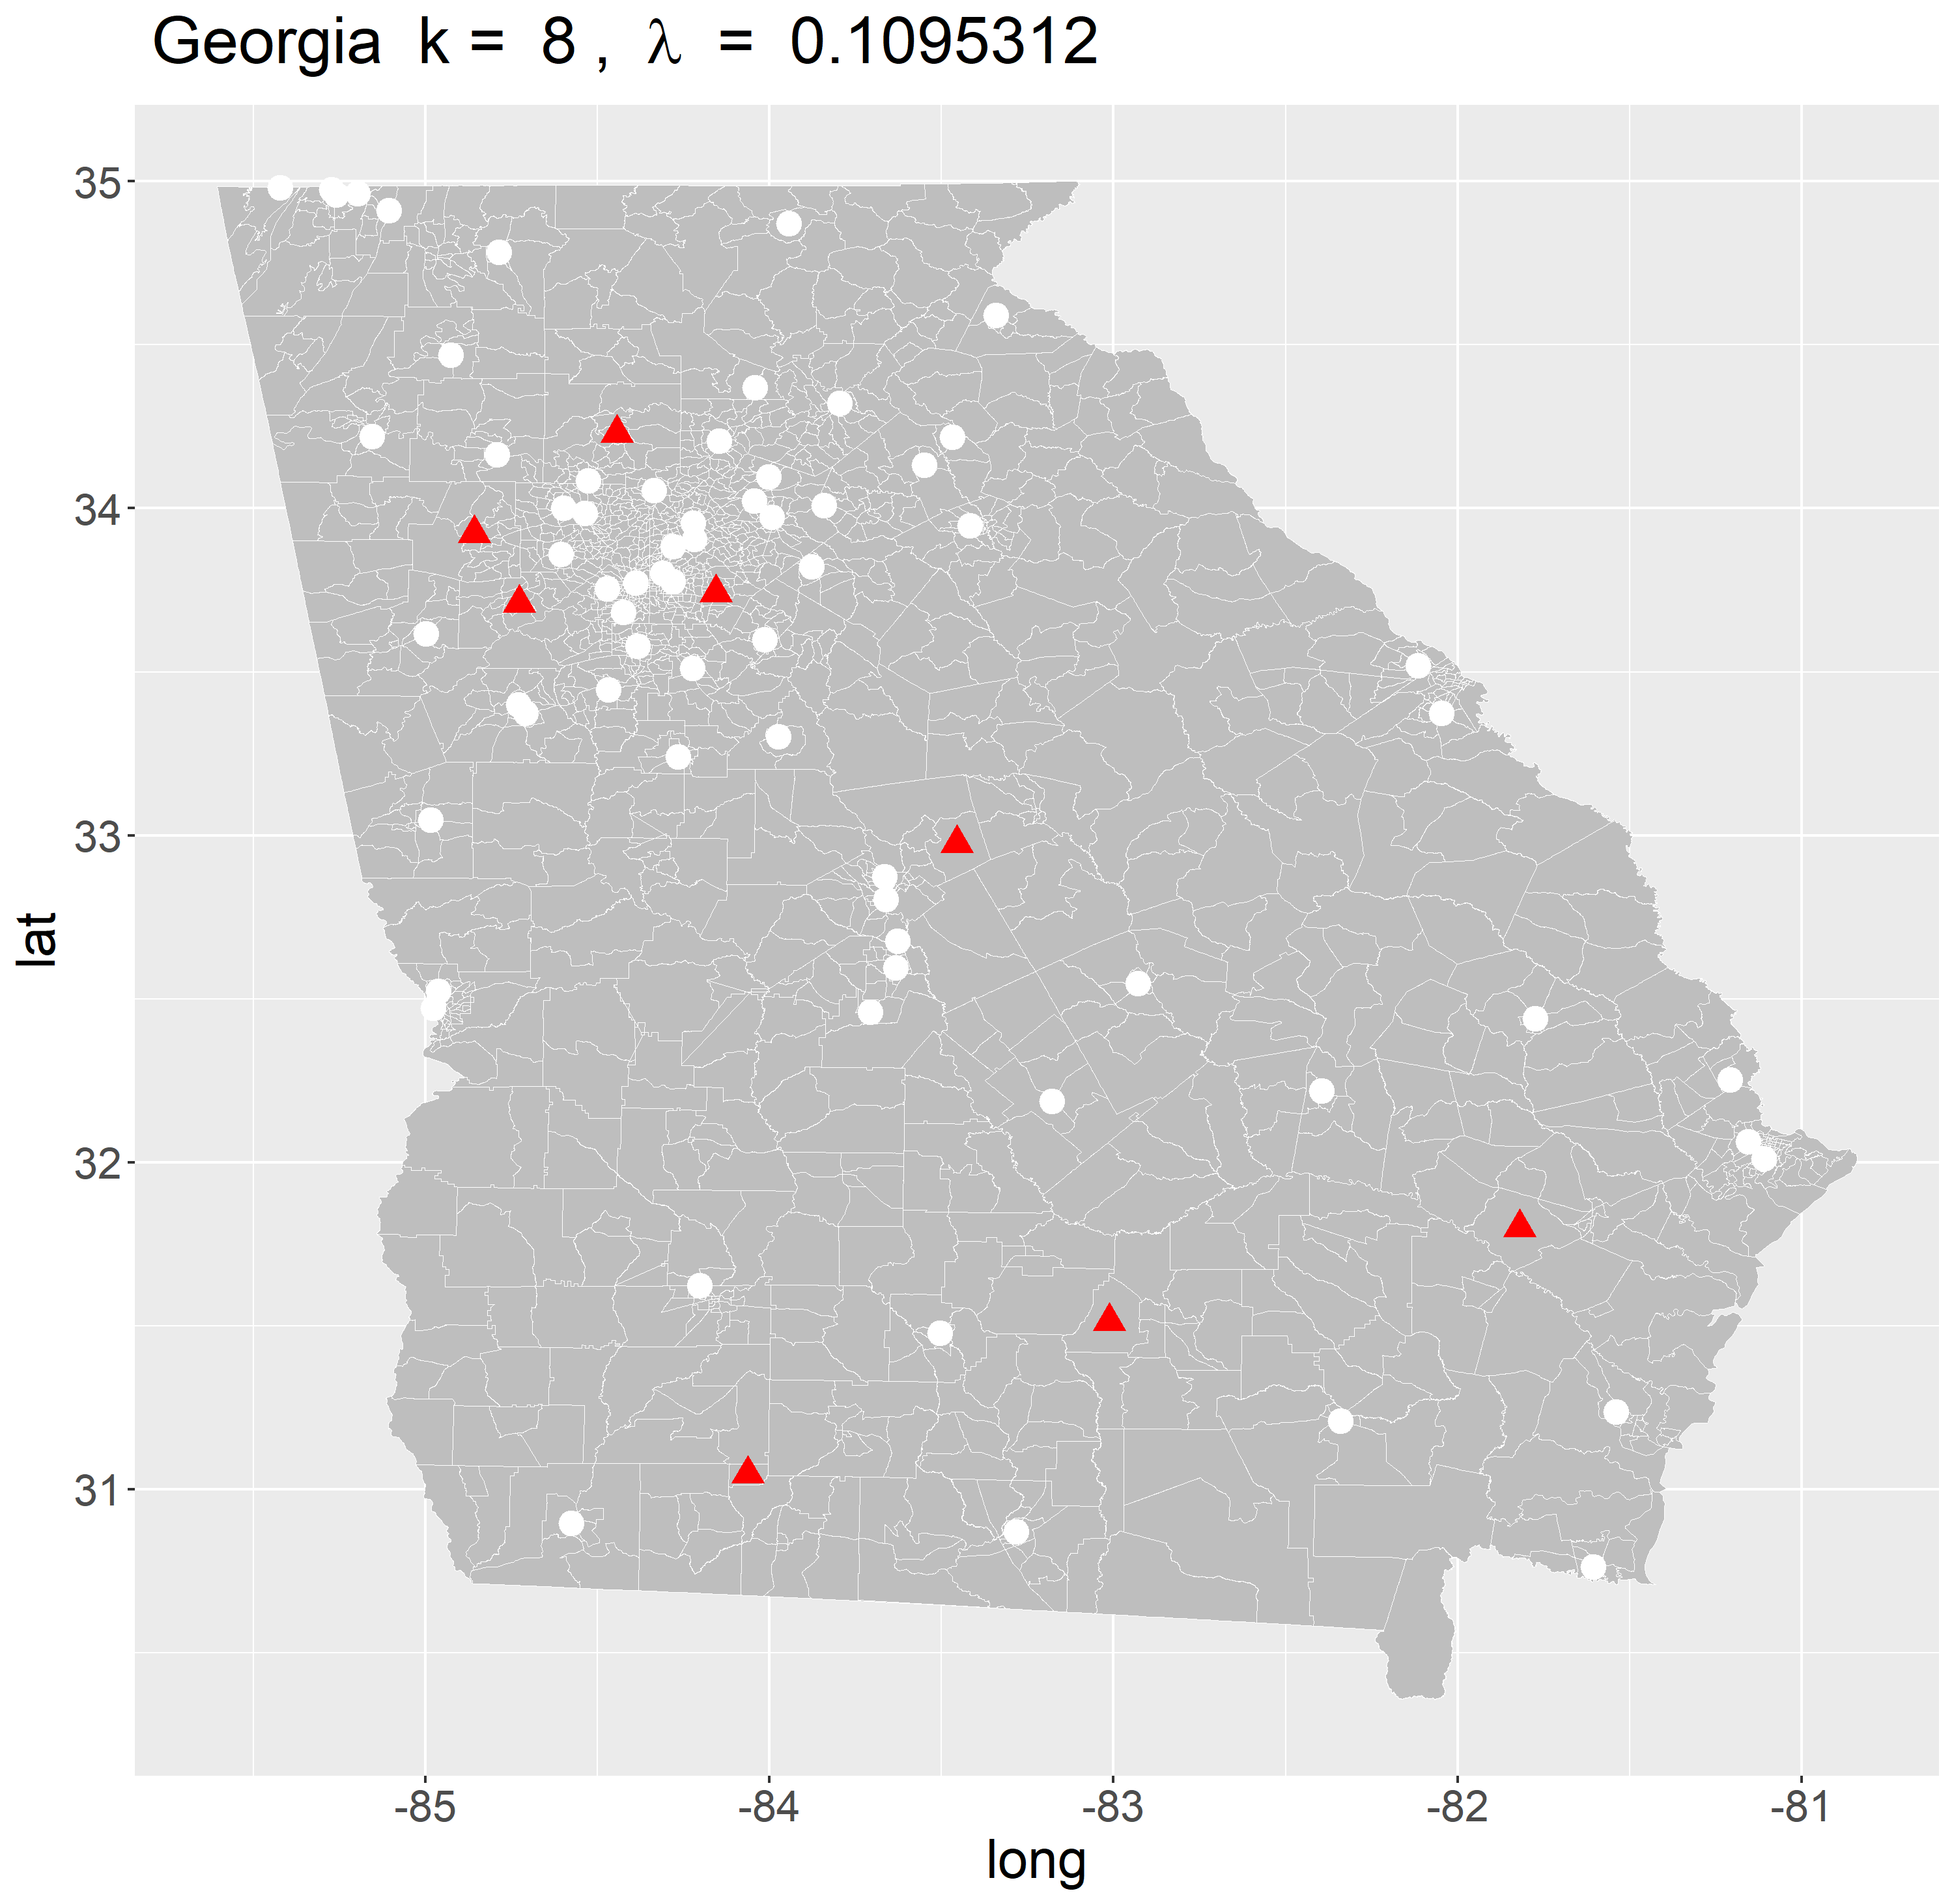 Georgia k = 8 , λ = 0.1095312
35
34
33
32
31
lat
-85 -84 -83 -82 -81
long